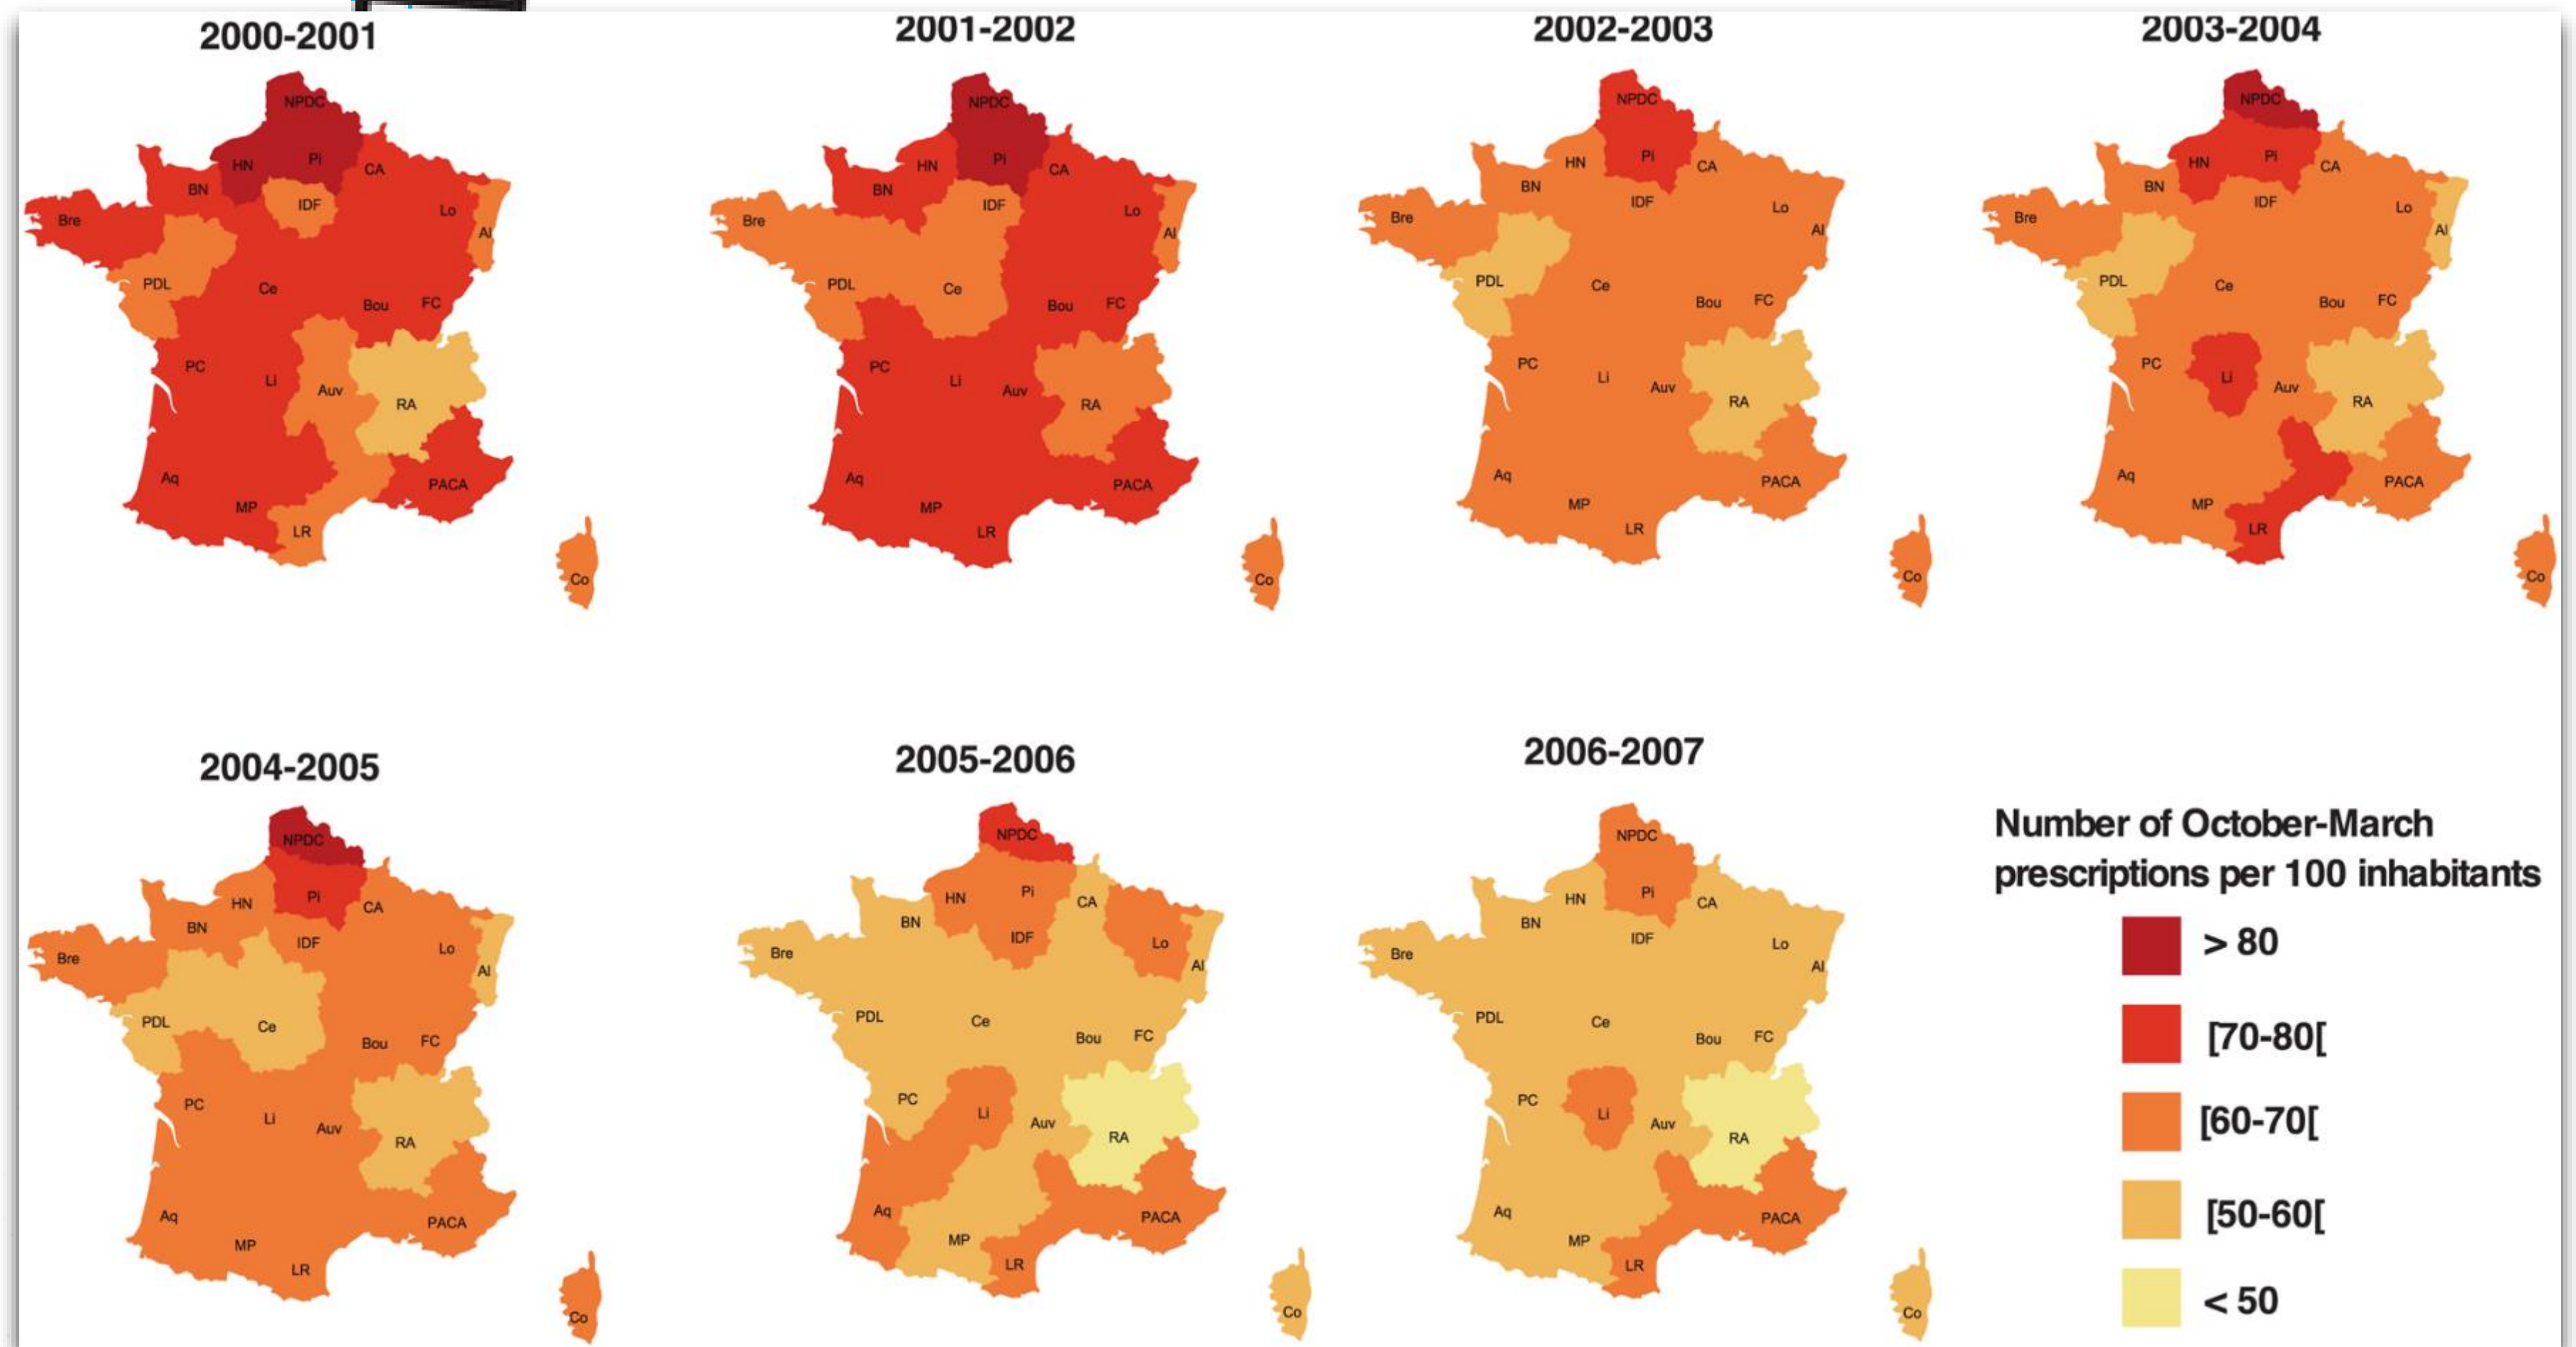 2000-2001
NPDC
HN
Pi
CA
BN
IDF
Bre
Lo
Al
PDL
Ce
Bou
FC
PC
Li
Auv
RA
Aq
MP
PACA
LR
Co
2001-2002
NPDC
HN
Pi
CA
BN
IDF
Bre
Lo
Al
PDL
Ce
Bou
FC
PC
Li
Auv
RA
Aq
MP
PACA
LR
Co
2002-2003
NPDC
HN
Pi
CA
BN
IDF
Bre
Lo
Al
PDL
Ce
Bou
FC
PC
Li
Auv
RA
Aq
MP
PACA
LR
Co
2003-2004
NPDC
HN
Pi
CA
BN
IDF
Bre
Lo
Al
PDL
Ce
Bou
FC
PC
Li
Auv
RA
Aq
MP
PACA
LR
Co
2004-2005
NPDC
HN
Pi
CA
BN
IDF
Bre
Lo
Al
PDL
Ce
Bou
FC
PC
Li
Auv
RA
Aq
MP
PACA
LR
Co
2005-2006
NPDC
HN
Pi
CA
BN
IDF
Bre
Lo
Al
PDL
Ce
Bou
FC
PC
Li
Auv
RA
Aq
MP
PACA
LR
Co
2006-2007
NPDC
HN
Pi
CA
BN
IDF
Bre
Lo
Al
PDL
Ce
Bou
FC
PC
Li
Auv
RA
Aq
MP
PACA
LR
Co
Number of October-March
prescriptions per 100 inhabitants
> 80
[70-80[
[60-70[
[50-60[
< 50